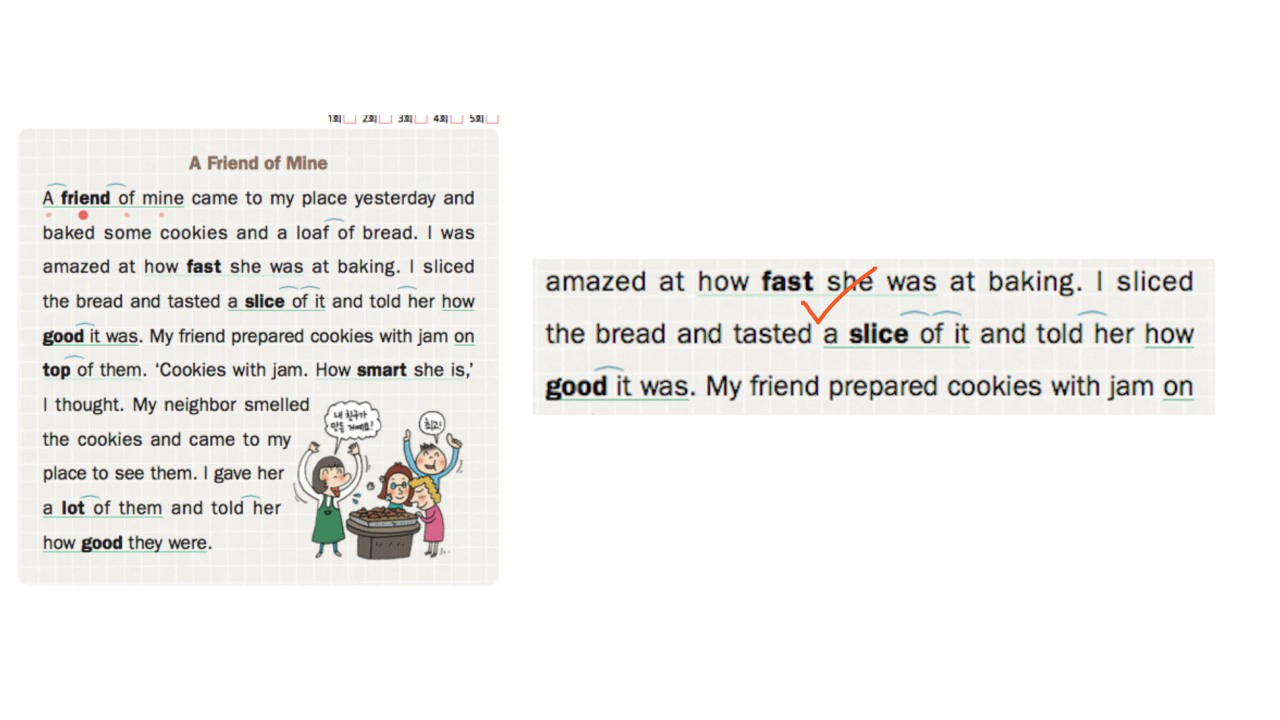 1회 2회 3회 4회 5회
A Friend of Mine
A friend of mine came to my place yesterday and
baked some cookies and a loaf of bread. I was
amazed at how fast she was at baking. I sliced
the bread and tasted a slice of it and told her how
good it was. My friend prepared cookies with jam on
top of them. ‘Cookies with jam. How smart she is,’
I thought. My neighbor smelled
the cookies and came to my
place to see them. I gave her
a lot of them and told her
how good they were.
내 친구가
만든 거예요!
최고!
amazed at how fast she was at baking. I sliced
the bread and tasted a slice of it and told her how
good it was. My friend prepared cookies with jam on